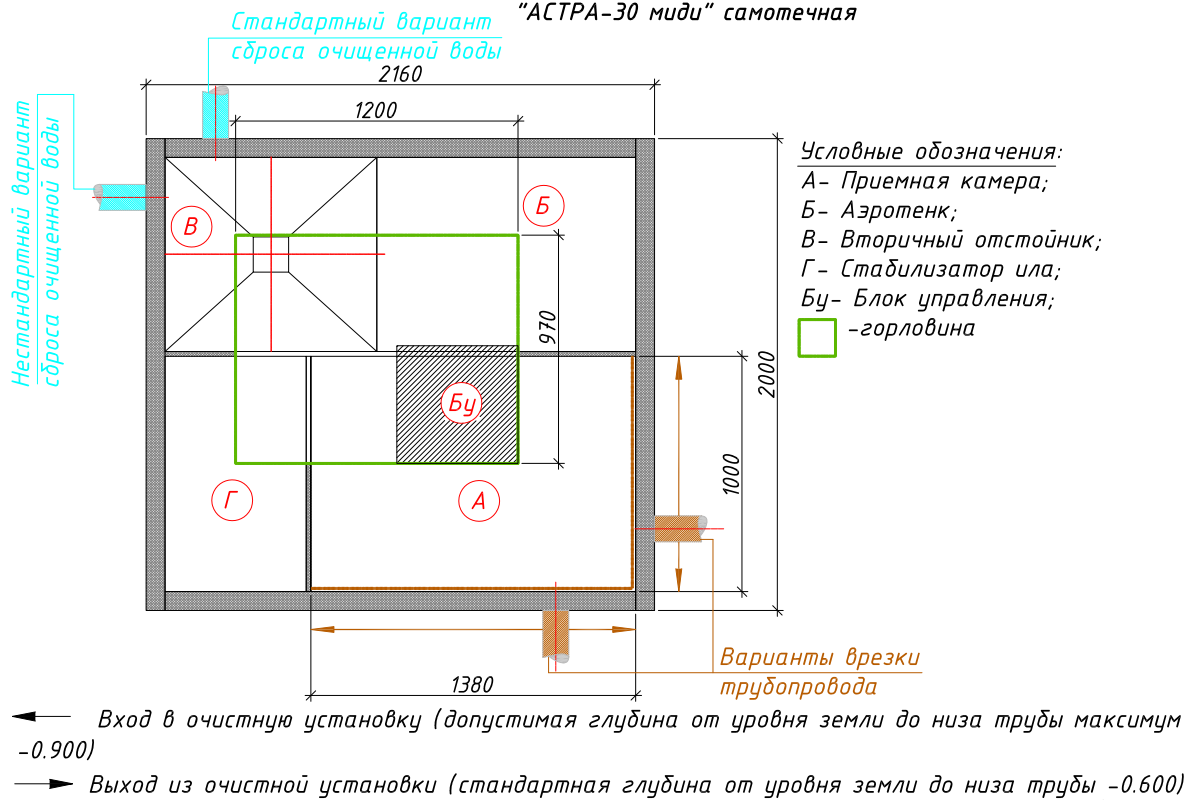 "АСТРА-30 миди" самотечная
Стандартный вариант
сброса очищенной воды
2160
1200
Нестандартный вариант
сброса очищенной воды
Условные обозначения:
А- Приемная камера;
Б- Аэротенк;
В- Вторичный отстойник;
Г- Стабилизатор ила;
Бу- Блок управления;
-горловина
В
Б
970
2000
Бу
1000
Г
А
Варианты врезки
трубопровода
1380
Вход в очистную установку (допустимая глубина от уровня земли до низа трубы максимум
-0.900)
Выход из очистной установки (стандартная глубина от уровня земли до низа трубы -0.600)